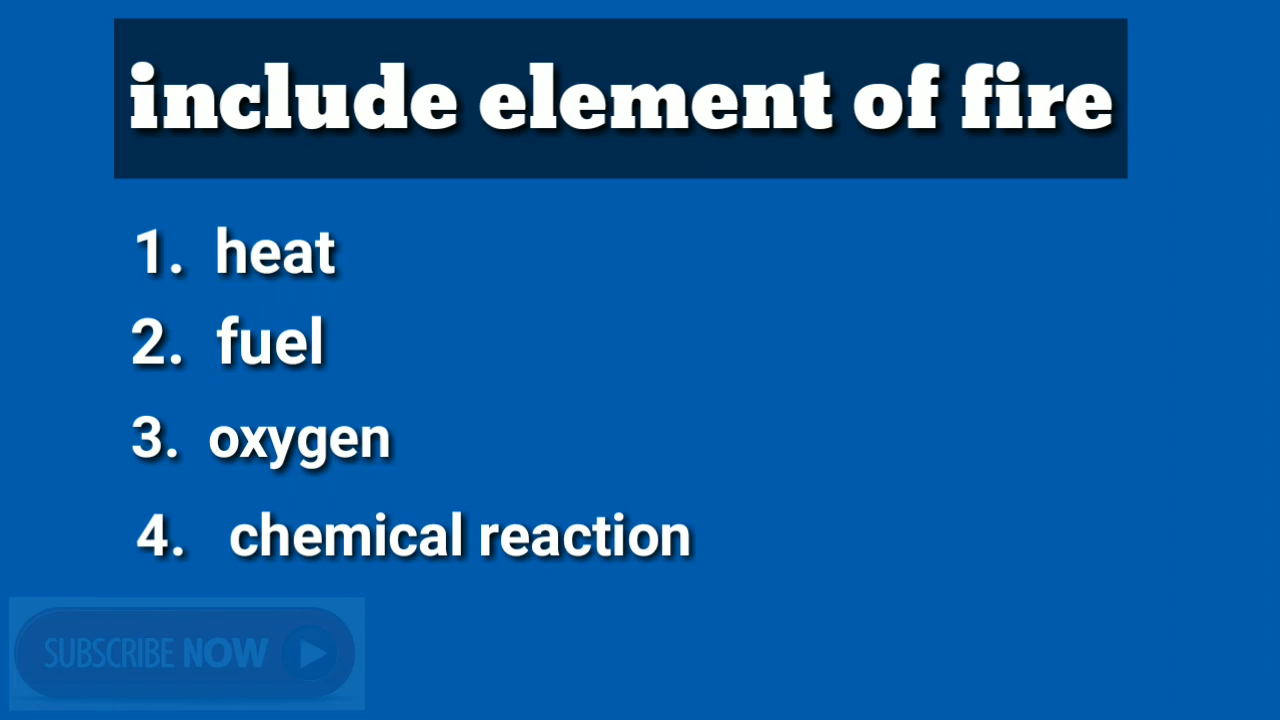 include element of fire
1. heat
2. fuel
3. oxygen
4. chemical reaction
SUBSCRIBE NOW